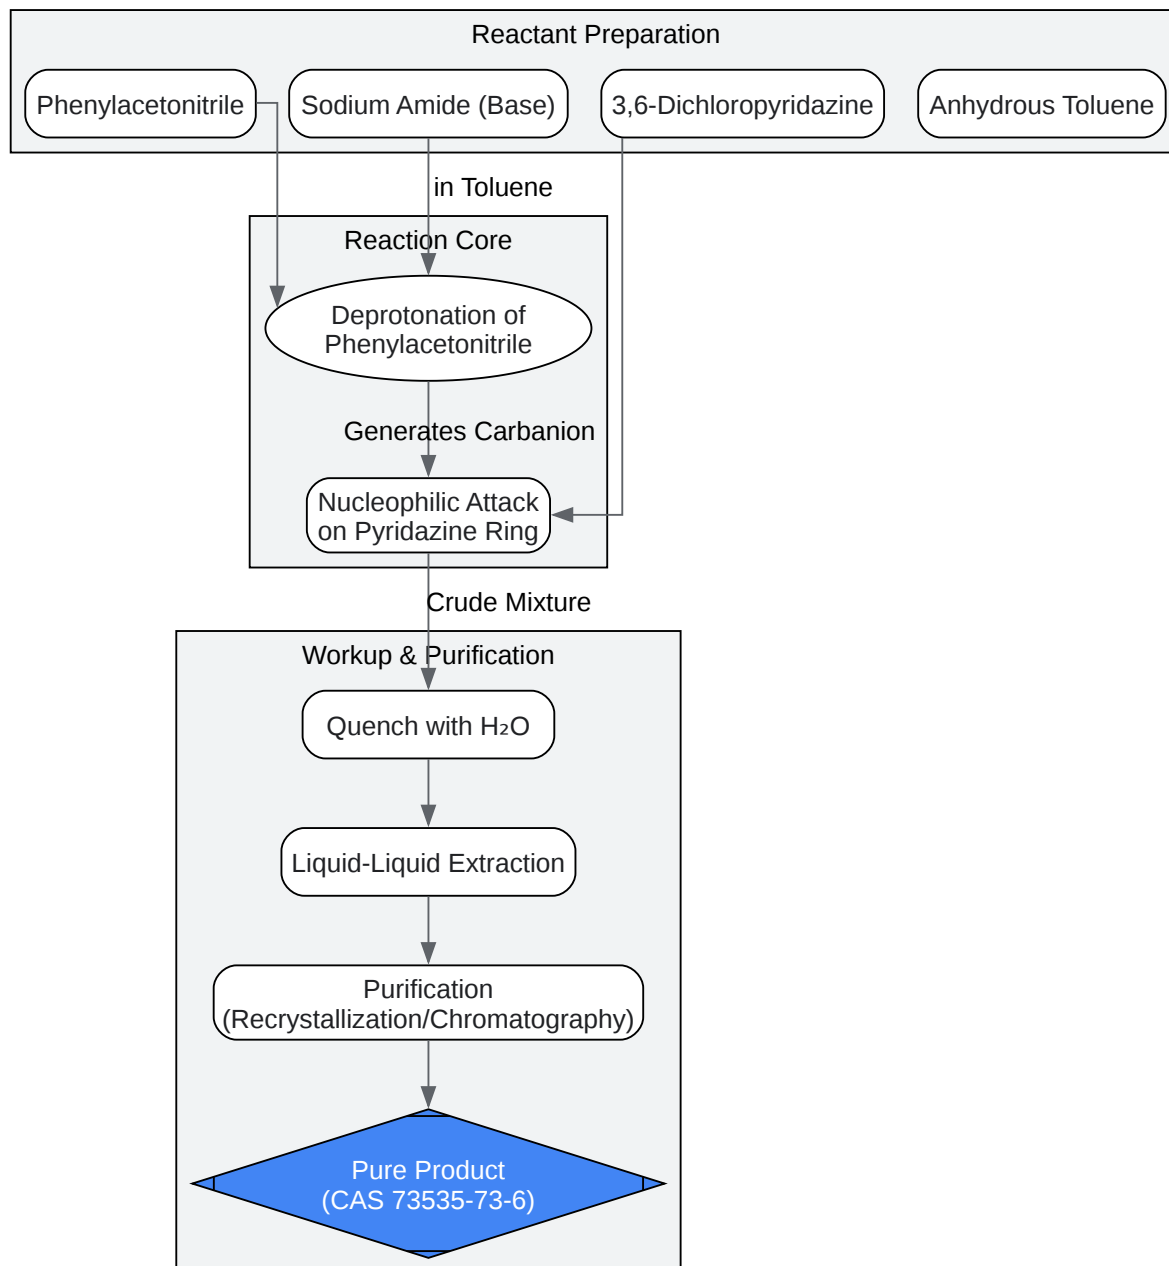 Reactant Preparation
Phenylacetonitrile
Sodium Amide (Base)
3,6-Dichloropyridazine
Anhydrous Toluene
in Toluene
Reaction Core
Deprotonation of
Phenylacetonitrile
Generates Carbanion
Nucleophilic Attack
on Pyridazine Ring
Crude Mixture
Workup & Purification
Quench with H₂O
Liquid-Liquid Extraction
Purification
(Recrystallization/Chromatography)
Pure Product
(CAS 73535-73-6)